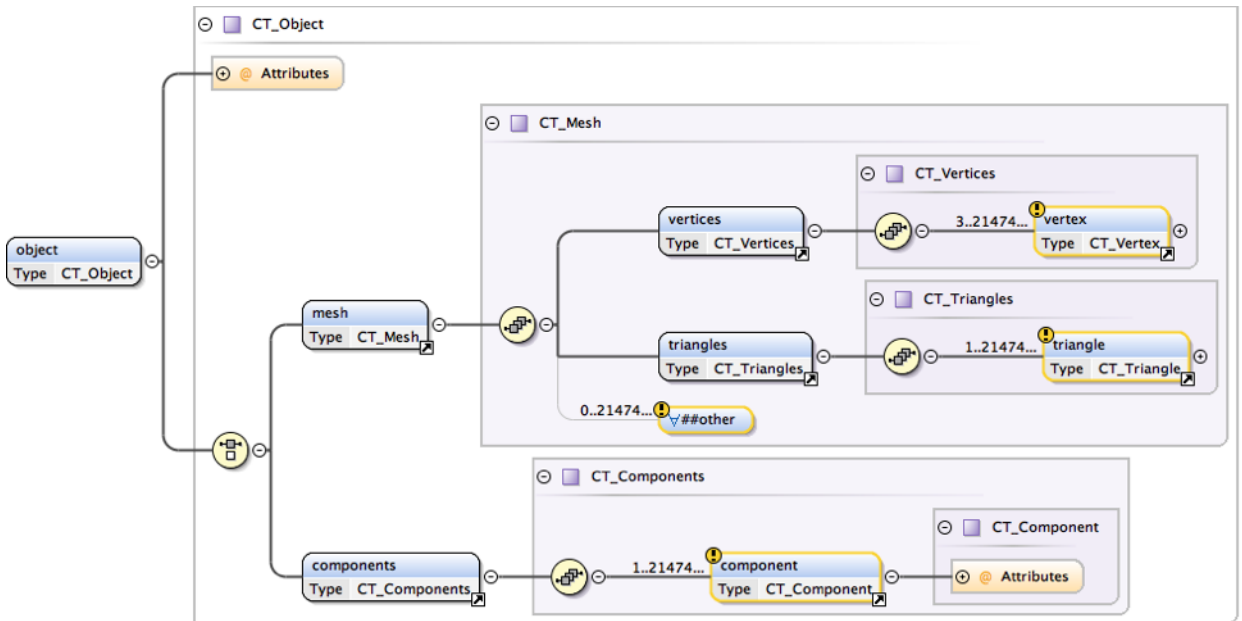 CT_Object
@ Attributes
CT_Mesh
CT_Vertices
vertices
Type CT_Vertices
3..21474...
vertex
Type CT_Vertex
object
Type CT_Object
CT_Triangles
mesh
Type CT_Mesh
triangles
Type CT_Triangles
1..21474...
triangle
Type CT_Triangle
0..21474...
∀##other
CT_Components
CT_Component
components
Type CT_Components
1..21474...
component
Type CT_Component
@ Attributes